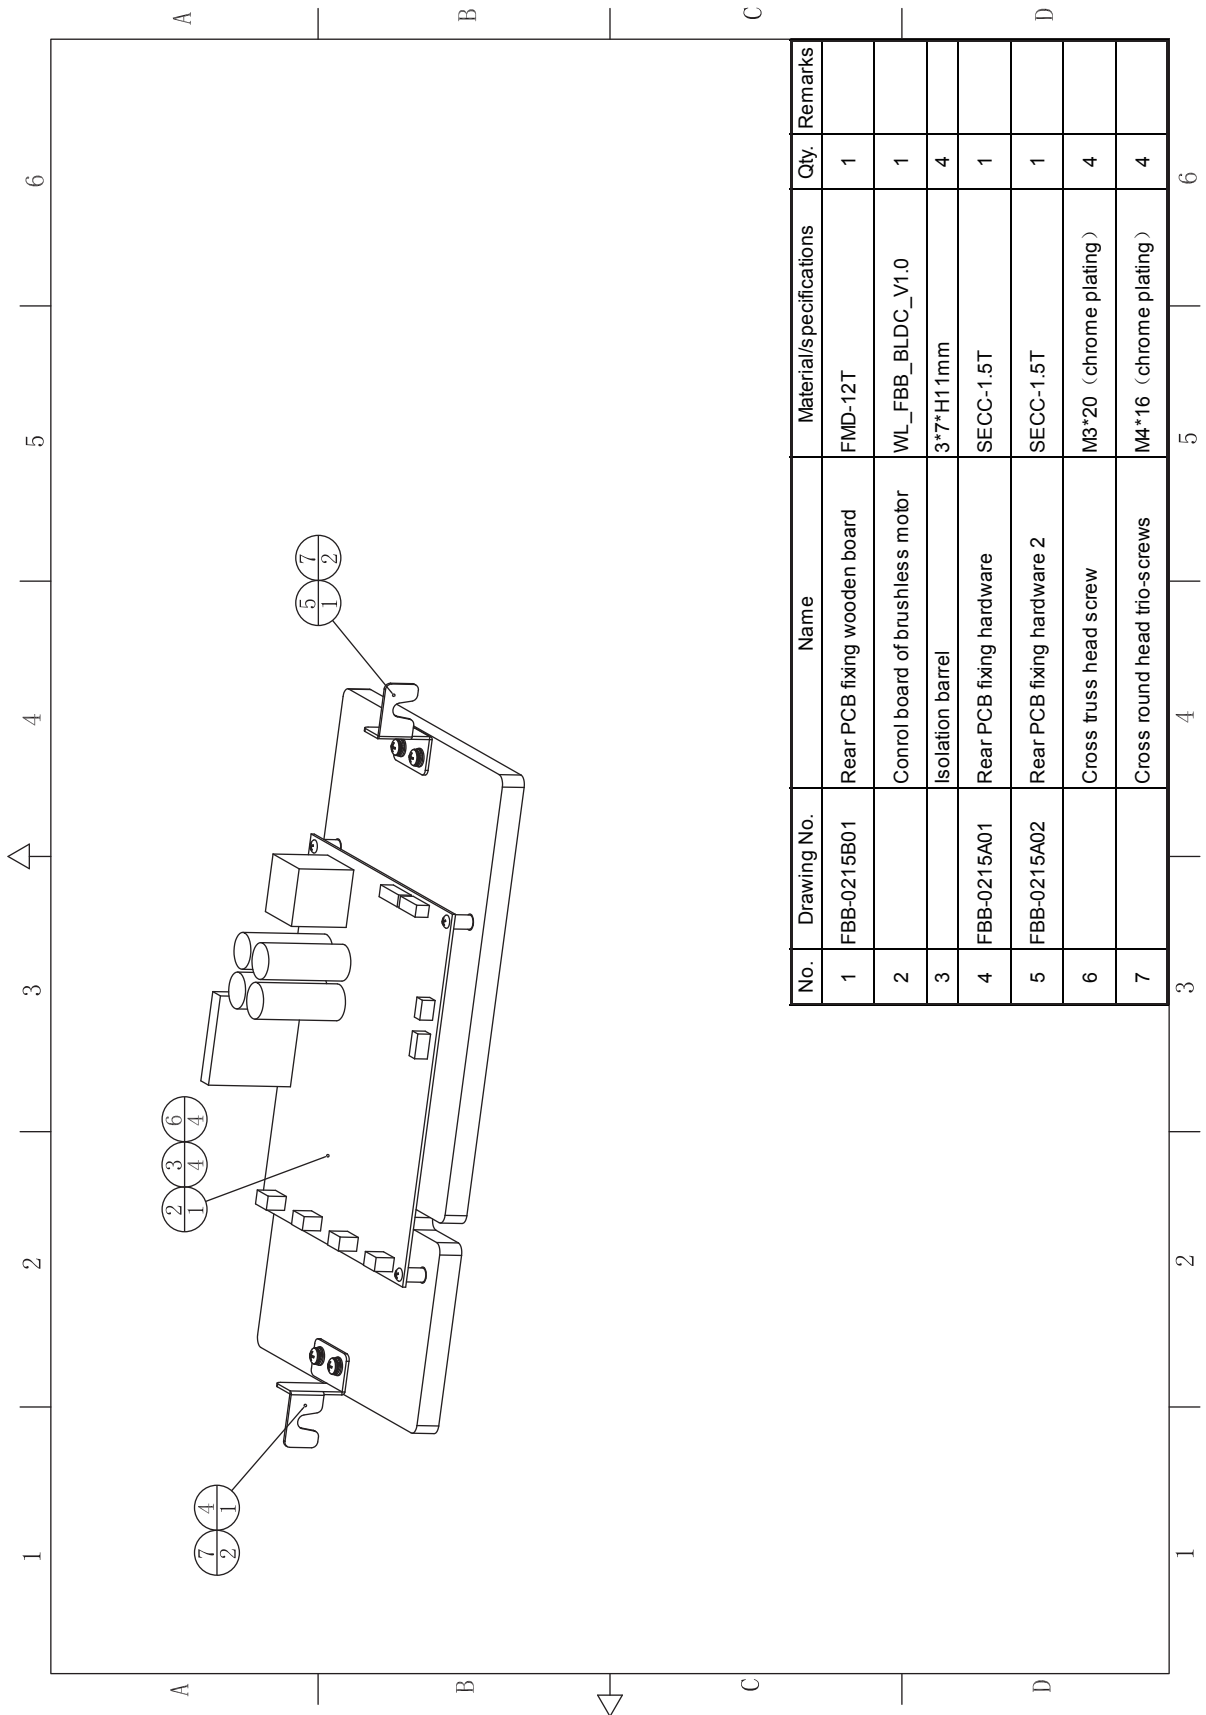 1 2 3 4 5 6
A A
B B
C C
D D
7 4
2 1
2 3 6
1 4 4
5 7
1 2
No. Drawing No. Name Material/specifications Qty. Remarks
1 FBB-0215B01 Rear PCB fixing wooden board FMD-12T 1
2 Conrol board of brushless motor WL_FBB_BLDC_V1.0 1
3 Isolation barrel 3*7*H11mm 4
4 FBB-0215A01 Rear PCB fixing hardware SECC-1.5T 1
5 FBB-0215A02 Rear PCB fixing hardware 2 SECC-1.5T 1
6 Cross truss head screw M3*20（chrome plating） 4
7 Cross round head trio-screws M4*16（chrome plating） 4
1 2 3 4 5 6